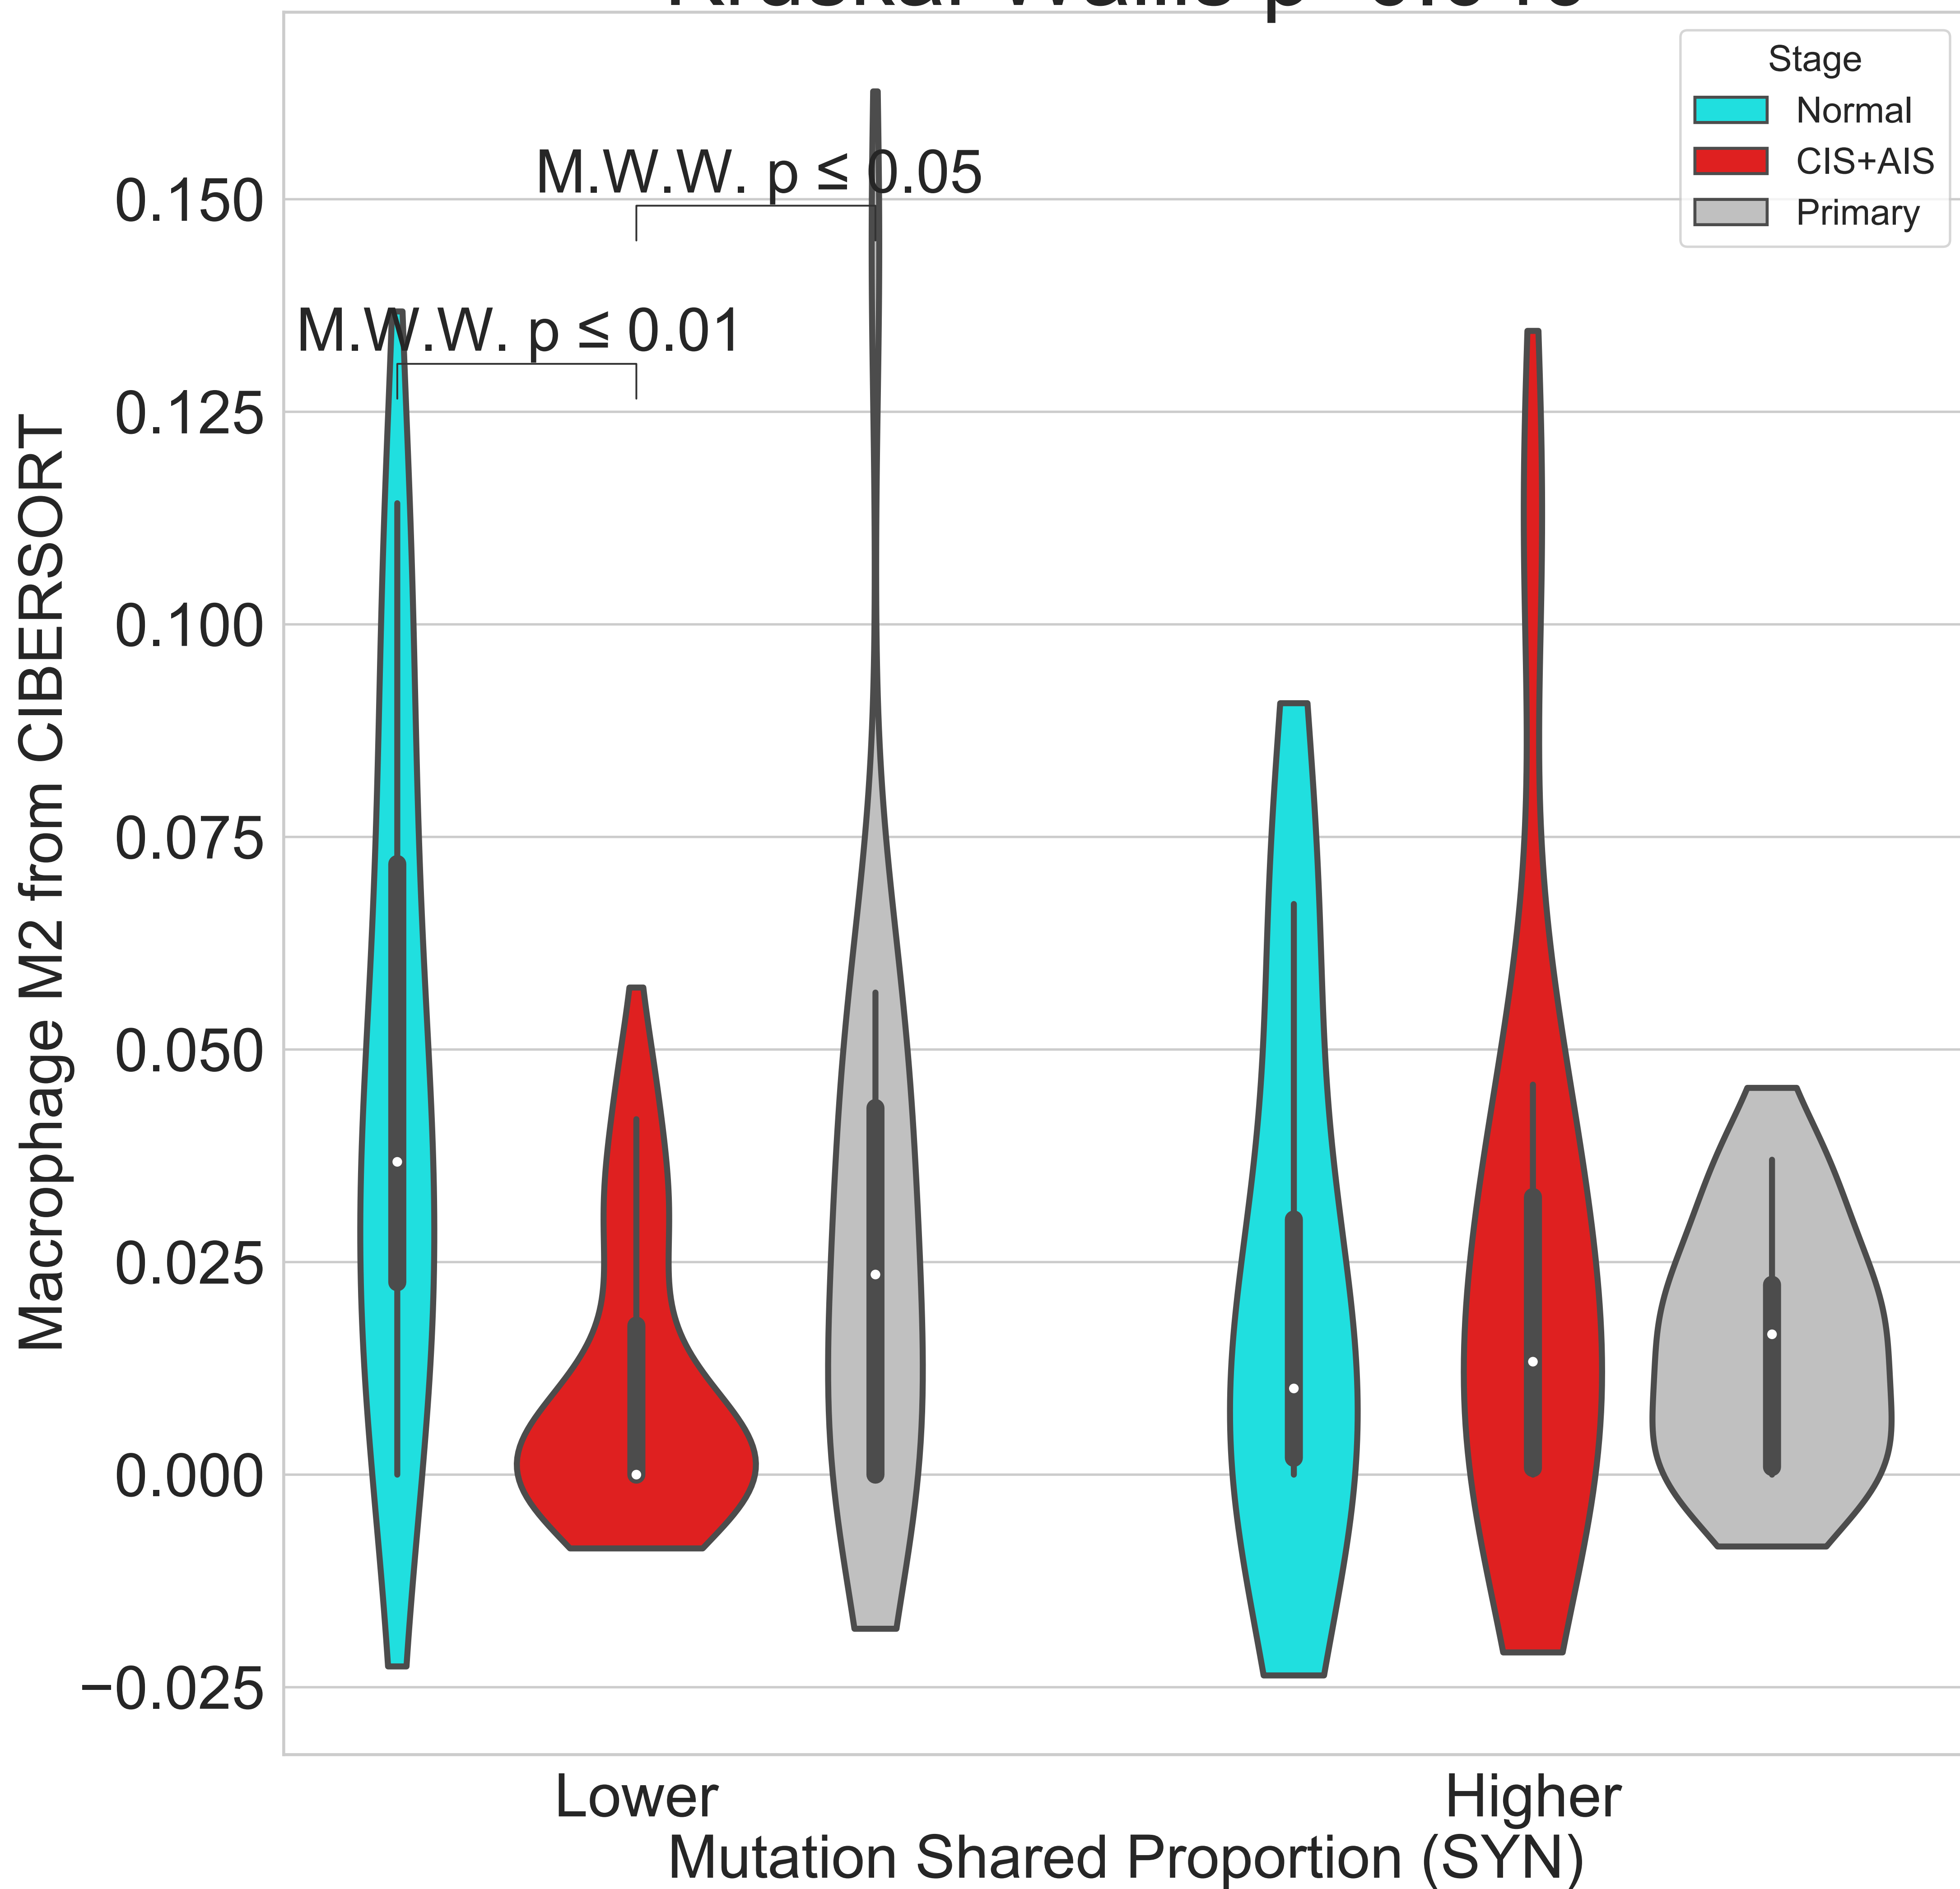 Stage
Normal
CIS+AIS
Primary
M.W.W. p ≤ 0.05
M.W.W. p ≤ 0.01
0.150
0.125
0.100
0.075
0.050
0.025
0.000
−0.025
Macrophage M2 from CIBERSORT
Lower
Higher
Mutation Shared Proportion (SYN)